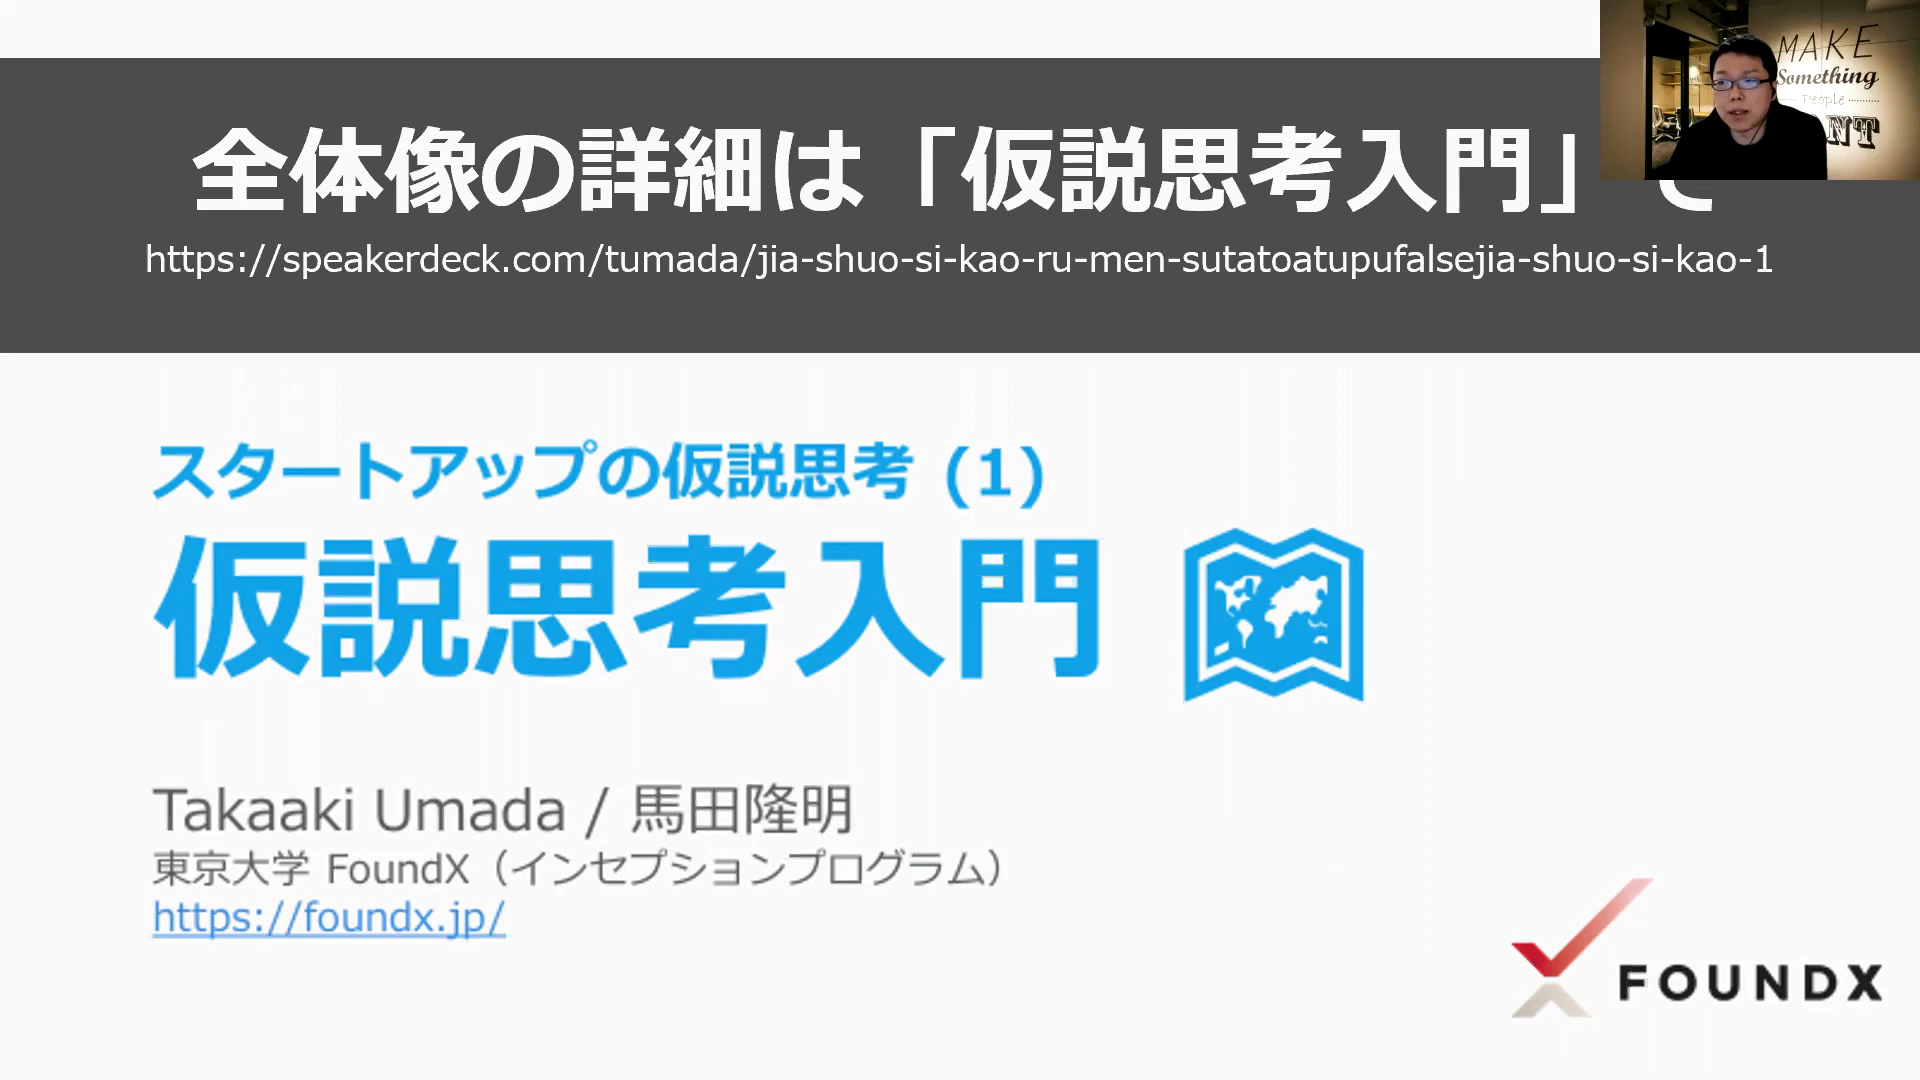 全体像の詳細は「仮説思考入門」で
https://speakerdeck.com/tumada/jia-shuo-si-kao-ru-men-sutatoatupufalsejia-shuo-si-kao-1
MAKE
Something
People
スタートアップの仮説思考 (1)
仮説思考入門
Takaaki Umada / 馬田隆明
東京大学 FoundX（インセプションプログラム）
https://foundx.jp/
FOUNDX